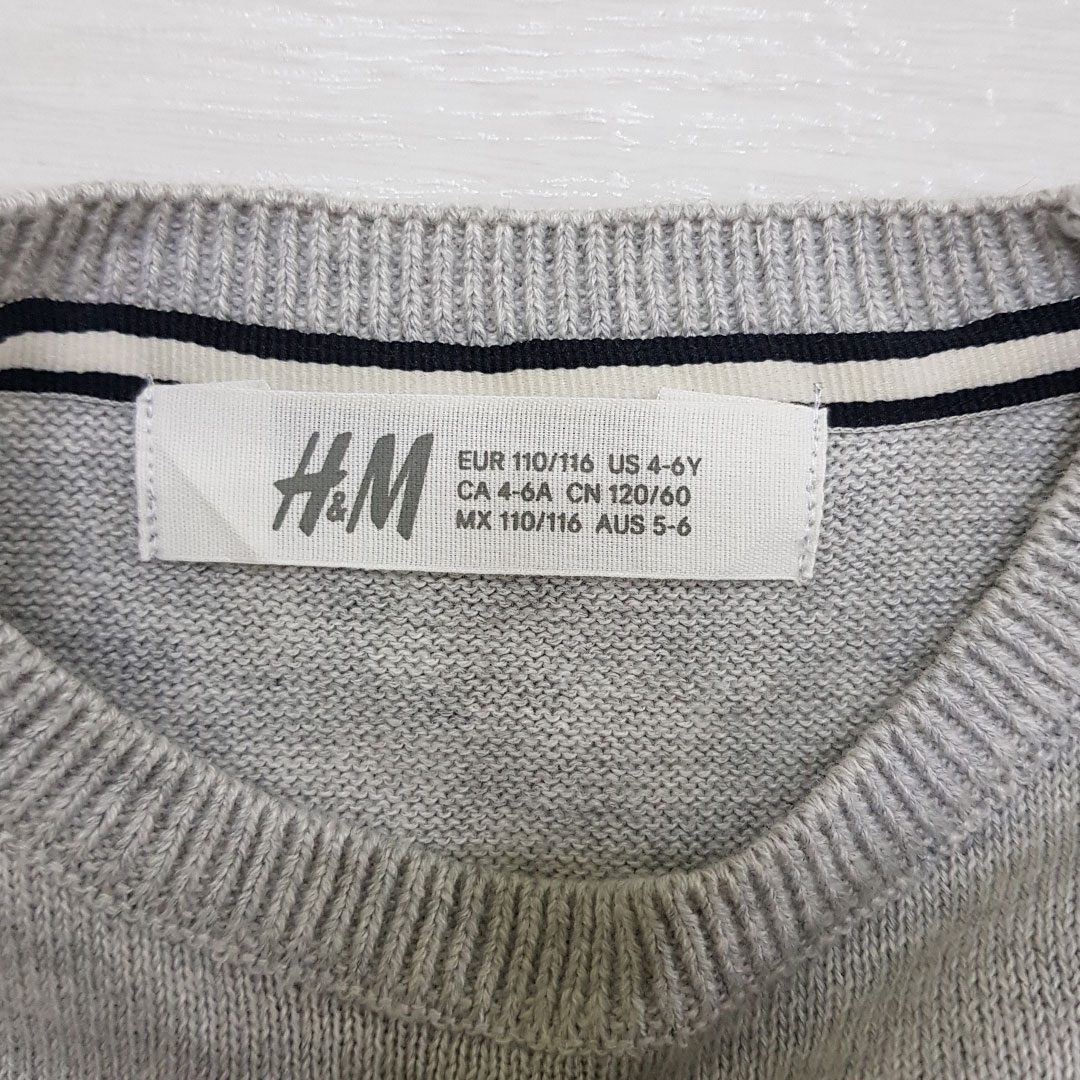 H&M
EUR 110/116 US 4-6Y
CA 4-6A CN 120/60
MX 110/116 AUS 5-6